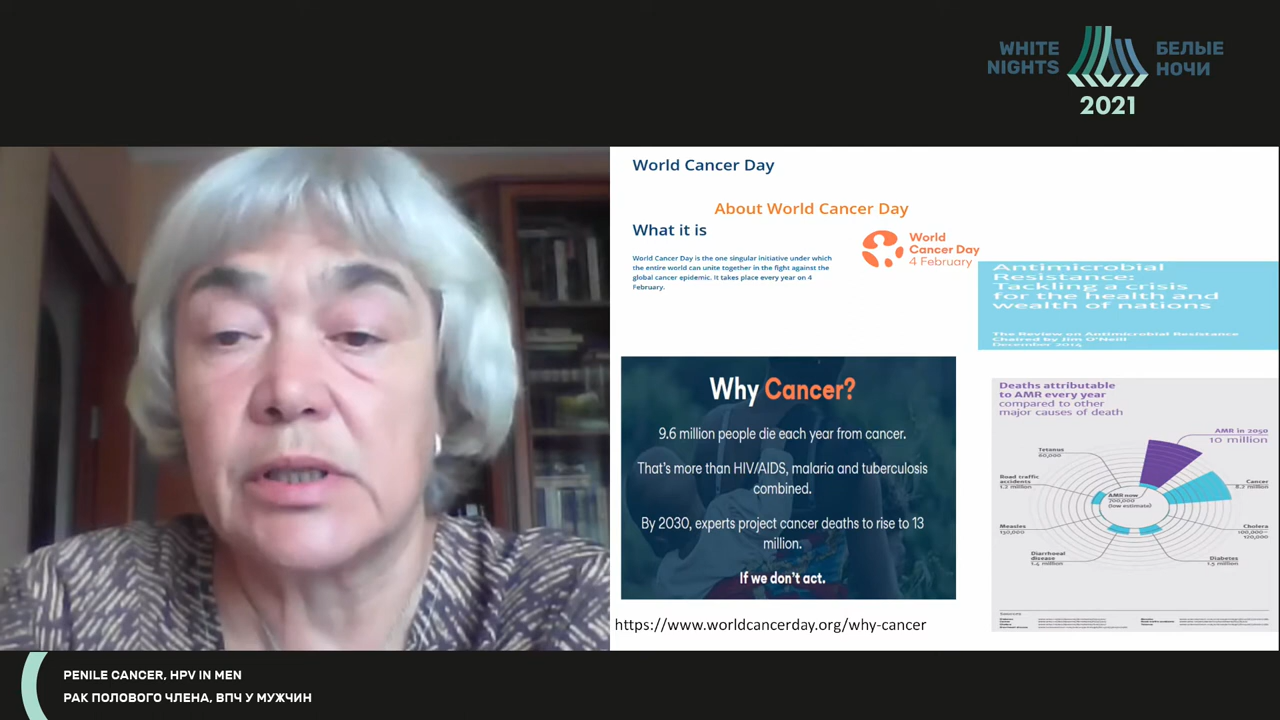 WHITE
NIGHTS
БЕЛЫЕ
НОЧИ
2021
World Cancer Day
About World Cancer Day
What it is
World Cancer Day is the one singular initiative under which
the entire world can unite together in the fight against the
global cancer epidemic. It takes place every year on 4
February.
World
Cancer Day
4 February
Antimicrobial
Resistance:
Tackling a crisis
for the health and
wealth of nations
The Review on Antimicrobial Resistance
Chaired by Jim O'Neill
December 2014
Why Cancer?
9.6 million people die each year from cancer.
That's more than HIV/AIDS, malaria and tuberculosis
combined.
By 2030, experts project cancer deaths to rise to 13
million.
If we don't act.
https://www.worldcancerday.org/why-cancer
Deaths attributable
to AMR every year
compared to other
major causes of death
AMR in 2050
10 million
Tetanus
60,000
Road traffic
accidents
1.2 million
Cancer
8.2 million
AMR now
700,000
(low estimate)
Measles
130,000
Cholera
100,000–
120,000
Diarrhoeal
disease
1.4 million
Diabetes
1.5 million
PENILE CANCER, HPV IN MEN
РАК ПОЛОВОГО ЧЛЕНА, ВПЧ У МУЖЧИН